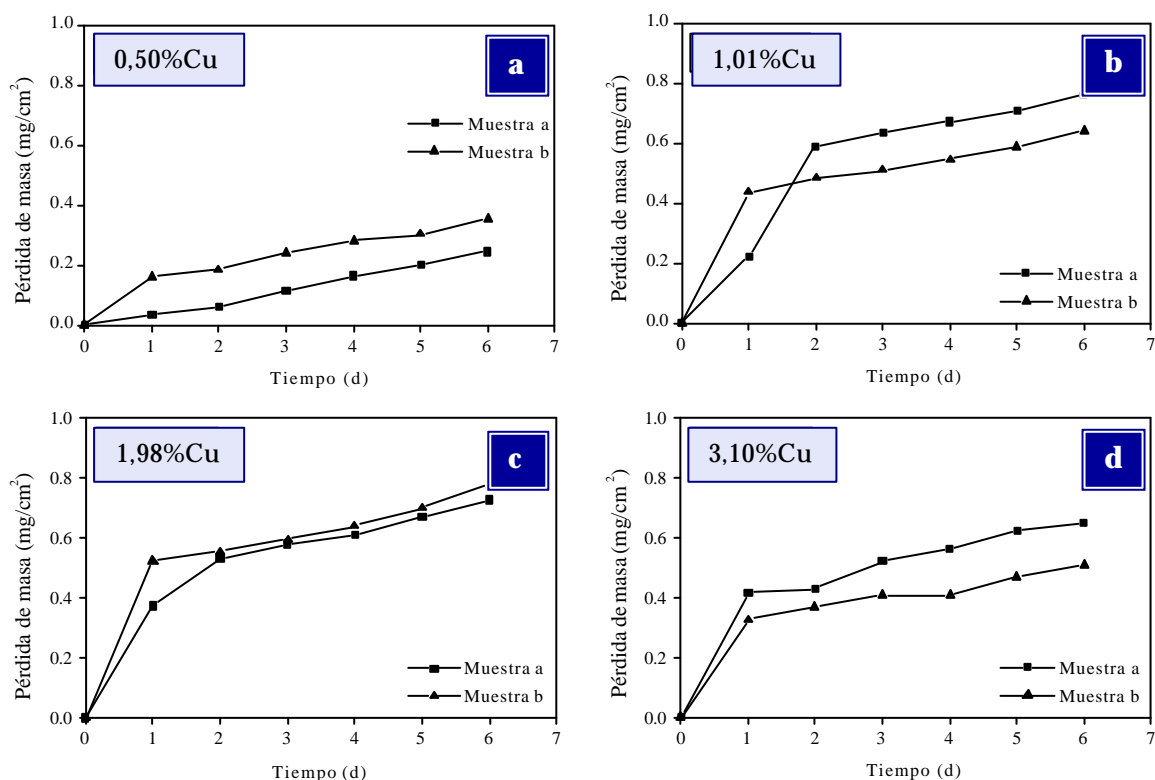 0,50%Cu
a
Pérdida de masa (mg/cm²)
1.0
0.8
0.6
0.4
0.2
0.0
Muestra a
Muestra b
0 1 2 3 4 5 6 7
Tiempo (d)
1,01%Cu
b
Pérdida de masa (mg/cm²)
1.0
0.8
0.6
0.4
0.2
0.0
Muestra a
Muestra b
0 1 2 3 4 5 6 7
Tiempo (d)
1,98%Cu
c
Pérdida de masa (mg/cm²)
1.0
0.8
0.6
0.4
0.2
0.0
Muestra a
Muestra b
0 1 2 3 4 5 6 7
Tiempo (d)
3,10%Cu
d
Pérdida de masa (mg/cm²)
1.0
0.8
0.6
0.4
0.2
0.0
Muestra a
Muestra b
0 1 2 3 4 5 6 7
Tiempo (d)